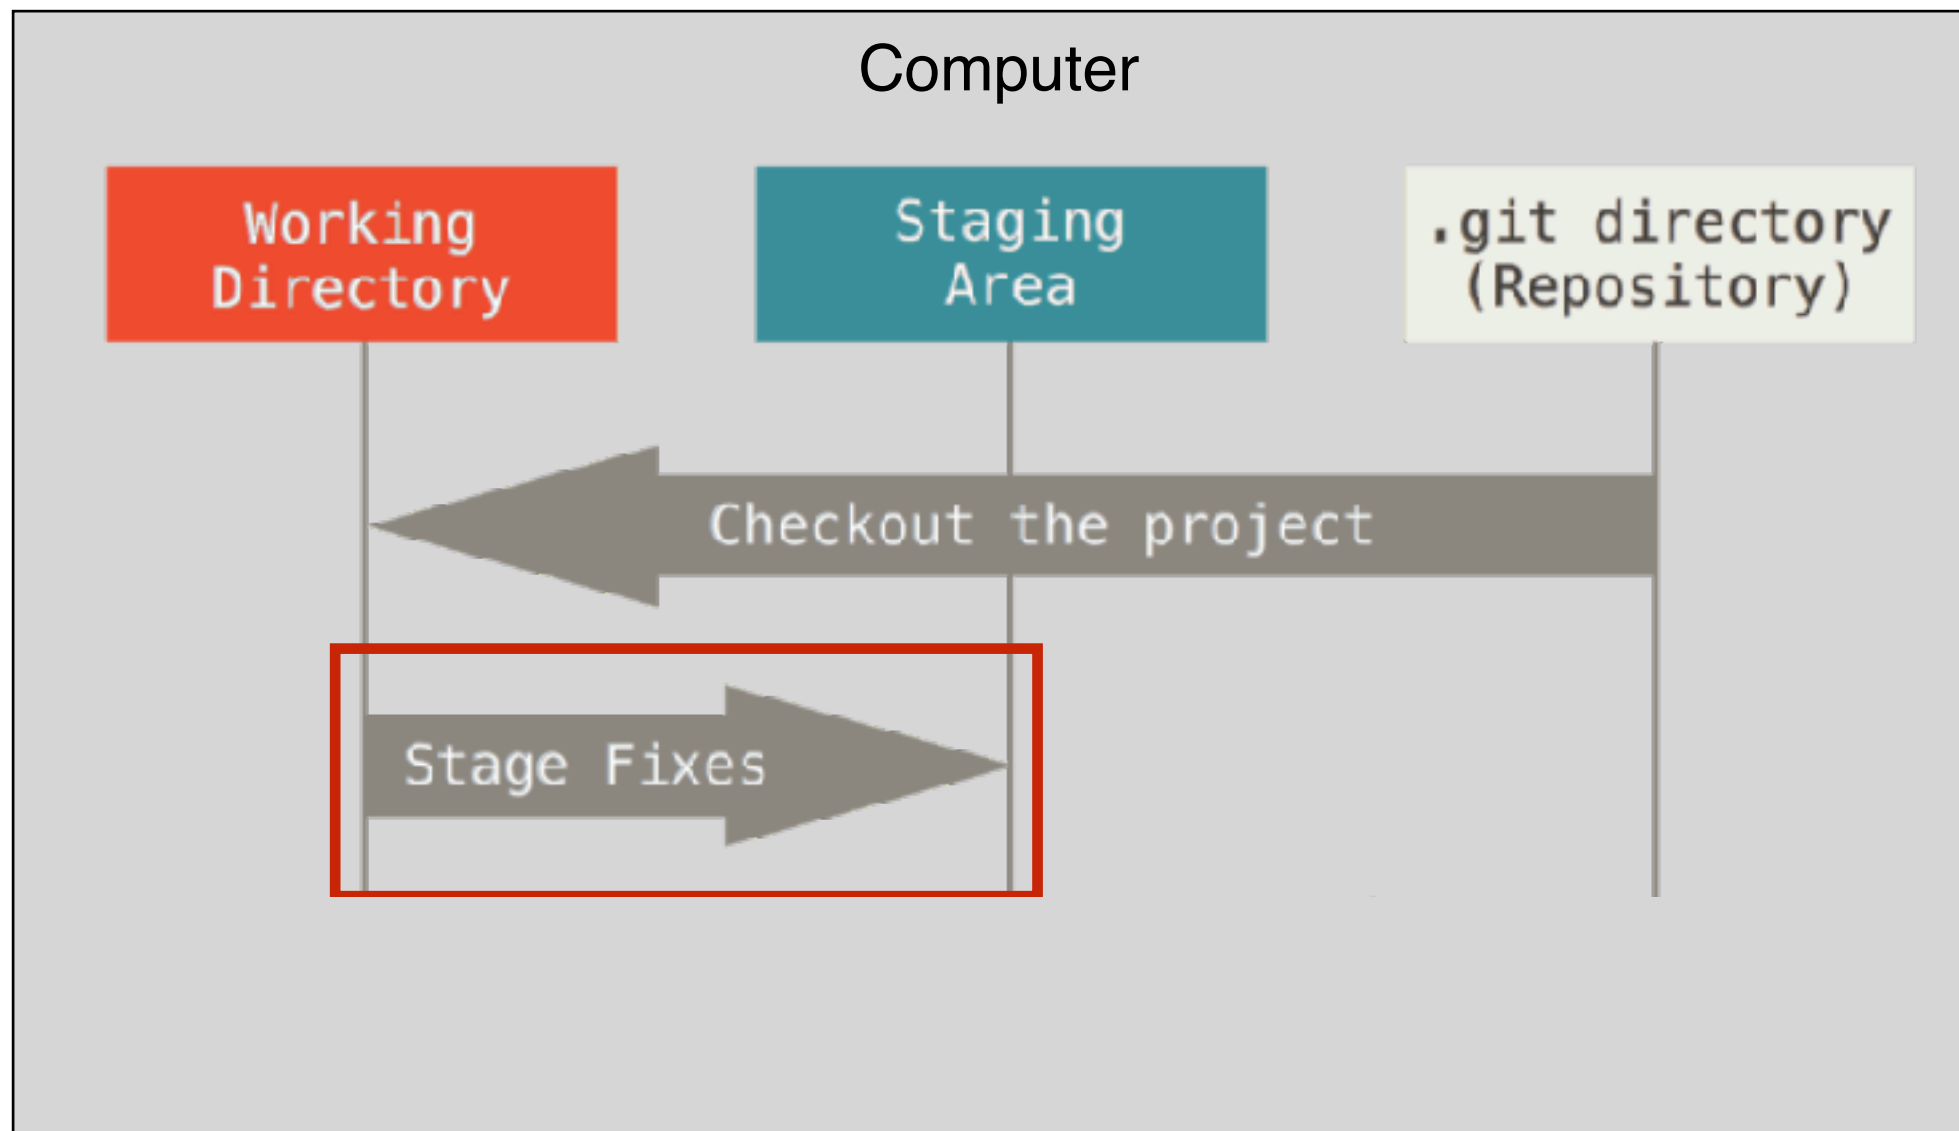 Computer
Working
Directory
Staging
Area
.git directory
(Repository)
Checkout the project
Stage Fixes